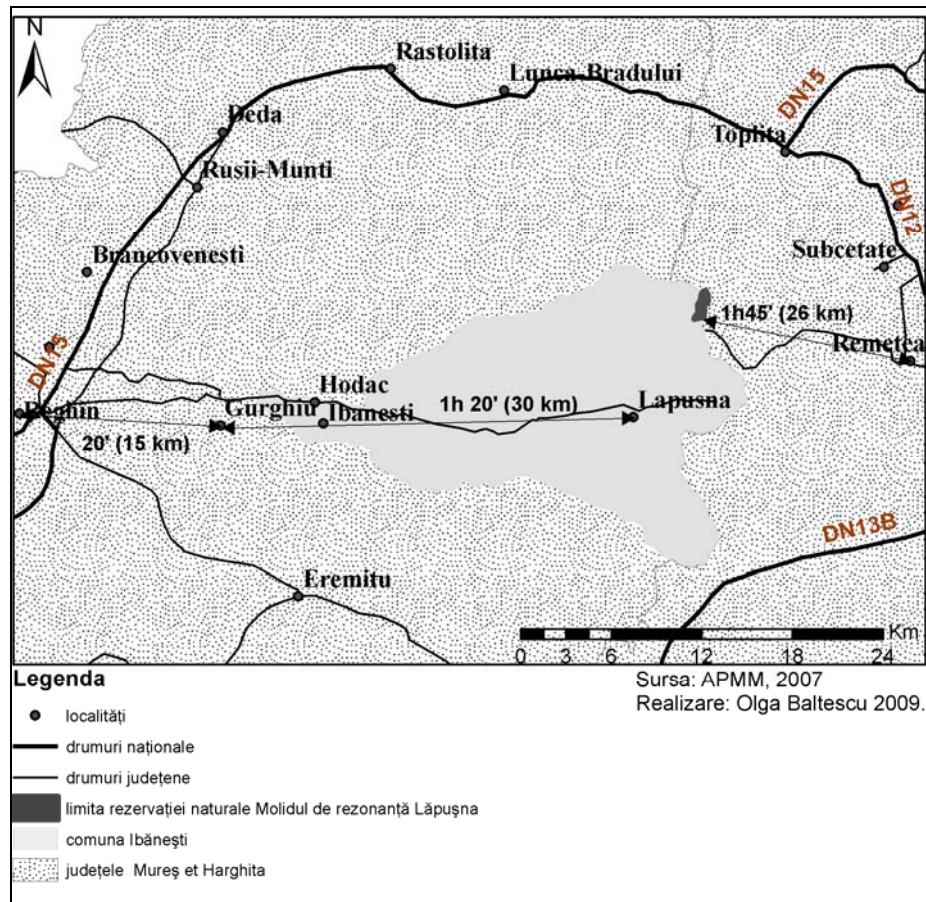 N
Rastolita
Lunca-Bradului
DN15
Deda
Toplita
Rusii-Munti
DN12
Brancovenesti
Subcetate
1h45' (26 km)
DN15
Remetea
Hodac
Reghin
Gurghiu
Ibanesti
1h 20' (30 km)
Lapusna
20' (15 km)
DN13B
Eremitu
Km
0 3 6 12 18 24
Legenda
Sursa: APMM, 2007
Realizare: Olga Baltescu 2009.
localități
drumuri naționale
drumuri județene
limita rezervației naturale Molidul de rezonanță Lăpușna
comuna Ibănești
județele Mureș et Harghita